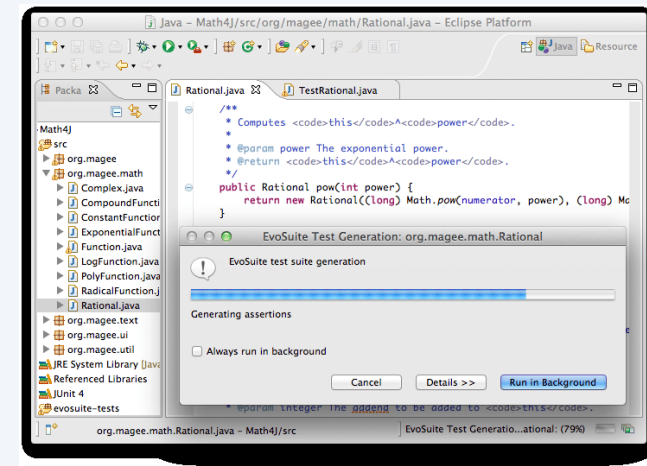 Java – Math4J/src/org/magee/math/Rational.java – Eclipse Platform
Java
Resource
Packa
Rational.java
TestRational.java
Math4J
src
org.magee
org.magee.math
Complex.java
CompoundFuncti
ConstantFunction
ExponentialFunct
Function.java
LogFunction.java
PolyFunction.java
RadicalFunction.j
Rational.java
org.magee.text
org.magee.ui
org.magee.util
JRE System Library [Java
Referenced Libraries
JUnit 4
evosuite-tests
/**
* Computes <code>this</code>^<code>power</code>.
*
* @param power The exponential power.
* @return <code>this</code>^<code>power</code>.
*/
public Rational pow(int power) {
return new Rational((long) Math.pow(numerator, power), (long) Ma
}
EvoSuite Test Generation: org.magee.math.Rational
EvoSuite test suite generation
Generating assertions
Always run in background
Cancel
Details >>
Run in Background
* @param integer The addend to be added to <code>this</code>.
org.magee.math.Rational.java – Math4J/src
EvoSuite Test Generatio...ational: (79%)